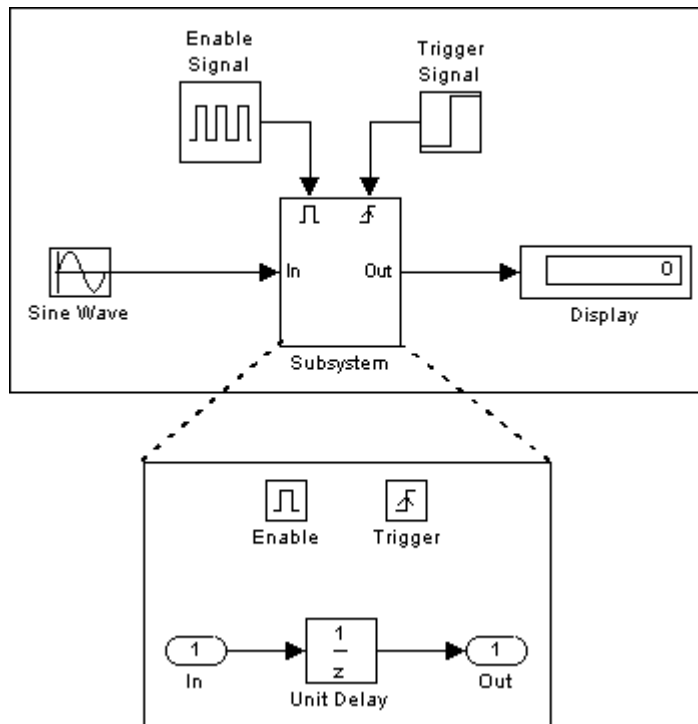 Enable
Signal
Trigger
Signal
In
Out
0
Sine Wave
Display
Subsystem
Enable
Trigger
1
1
z
1
In
Unit Delay
Out